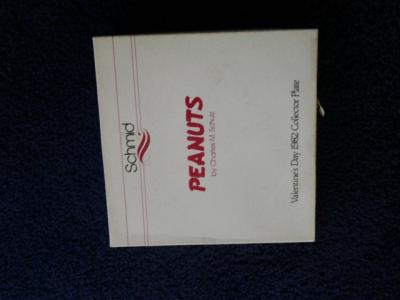 Schmid
PEANUTS
by Charles M. Schulz
Valentine's Day 1982 Collector Plate